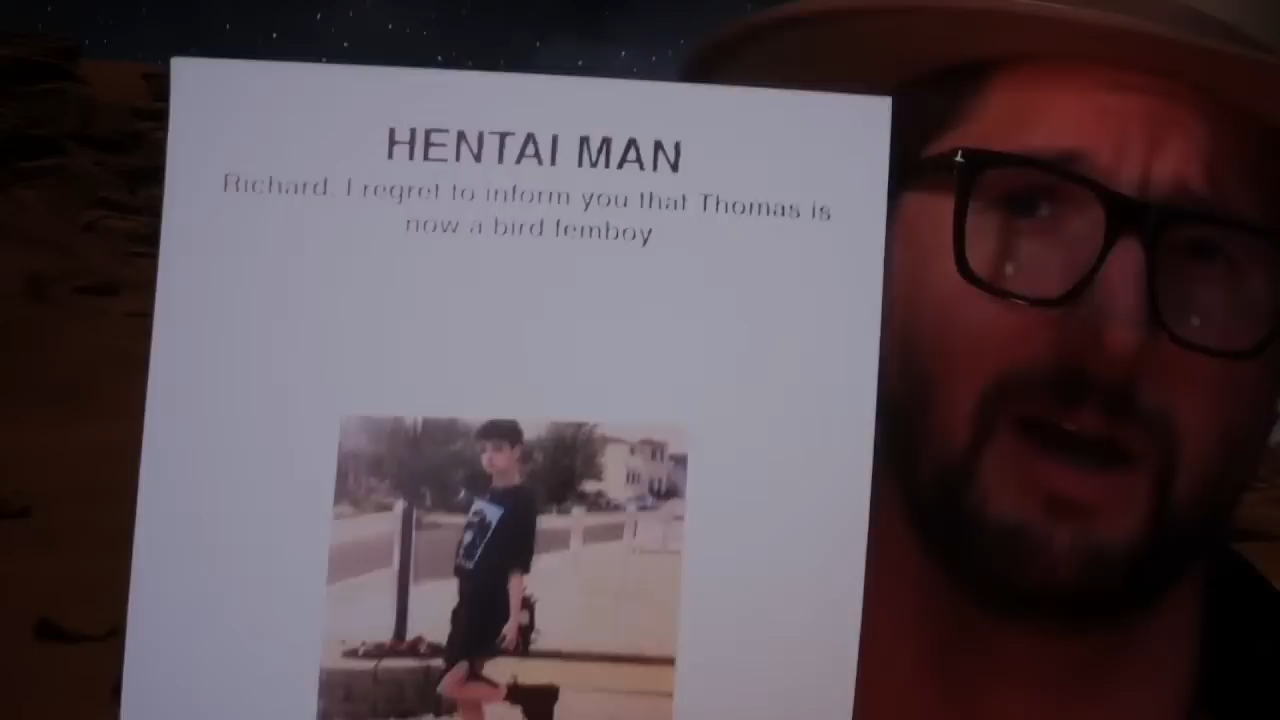 HENTAI MAN
Richard. I regret to inform you that Thomas is
now a bird femboy